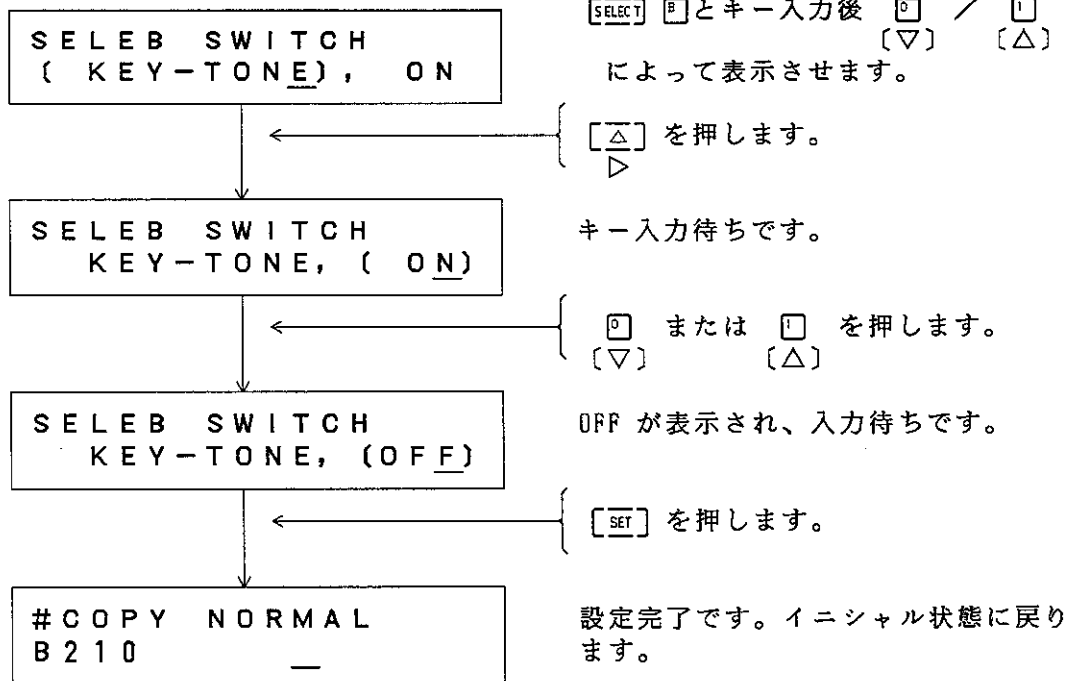 SELECT Bとキー入力後 0 / 1
(▽) (△)
SELEB SWITCH
( KEY-TONE), ON
によって表示させます。
[△] を押します。
▷
SELEB SWITCH
KEY-TONE, ( ON)
キー入力待ちです。
0 または 1 を押します。
(▽) (△)
SELEB SWITCH
KEY-TONE, (OFF)
OFF が表示され、入力待ちです。
[SET] を押します。
#COPY NORMAL
B210 _
設定完了です。イニシャル状態に戻り
ます。